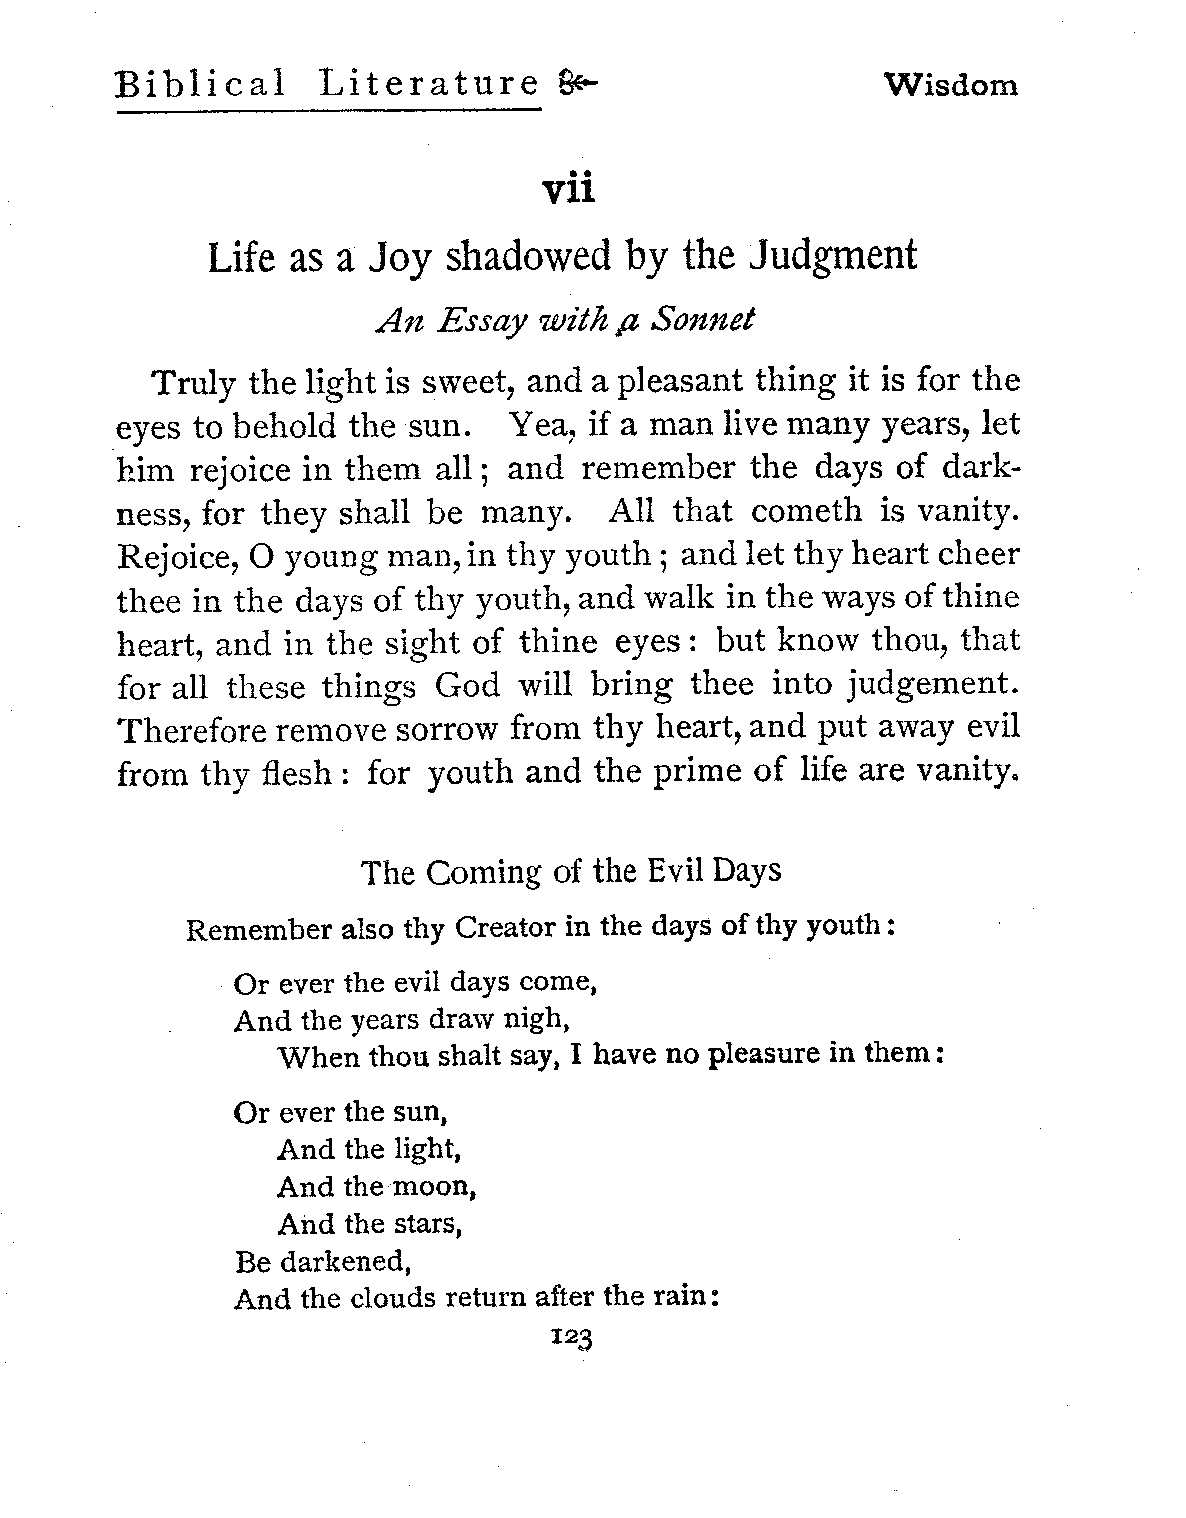 Biblical Literature Wisdom
vii
Life as a Joy shadowed by the Judgment
An Essay with a Sonnet
Truly the light is sweet, and a pleasant thing it is for the
eyes to behold the sun. Yea, if a man live many years, let
him rejoice in them all; and remember the days of dark-
ness, for they shall be many. All that cometh is vanity.
Rejoice, O young man, in thy youth; and let thy heart cheer
thee in the days of thy youth, and walk in the ways of thine
heart, and in the sight of thine eyes: but know thou, that
for all these things God will bring thee into judgement.
Therefore remove sorrow from thy heart, and put away evil
from thy flesh: for youth and the prime of life are vanity.
The Coming of the Evil Days
Remember also thy Creator in the days of thy youth:
Or ever the evil days come,
And the years draw nigh,
When thou shalt say, I have no pleasure in them:
Or ever the sun,
And the light,
And the moon,
And the stars,
Be darkened,
And the clouds return after the rain:
123